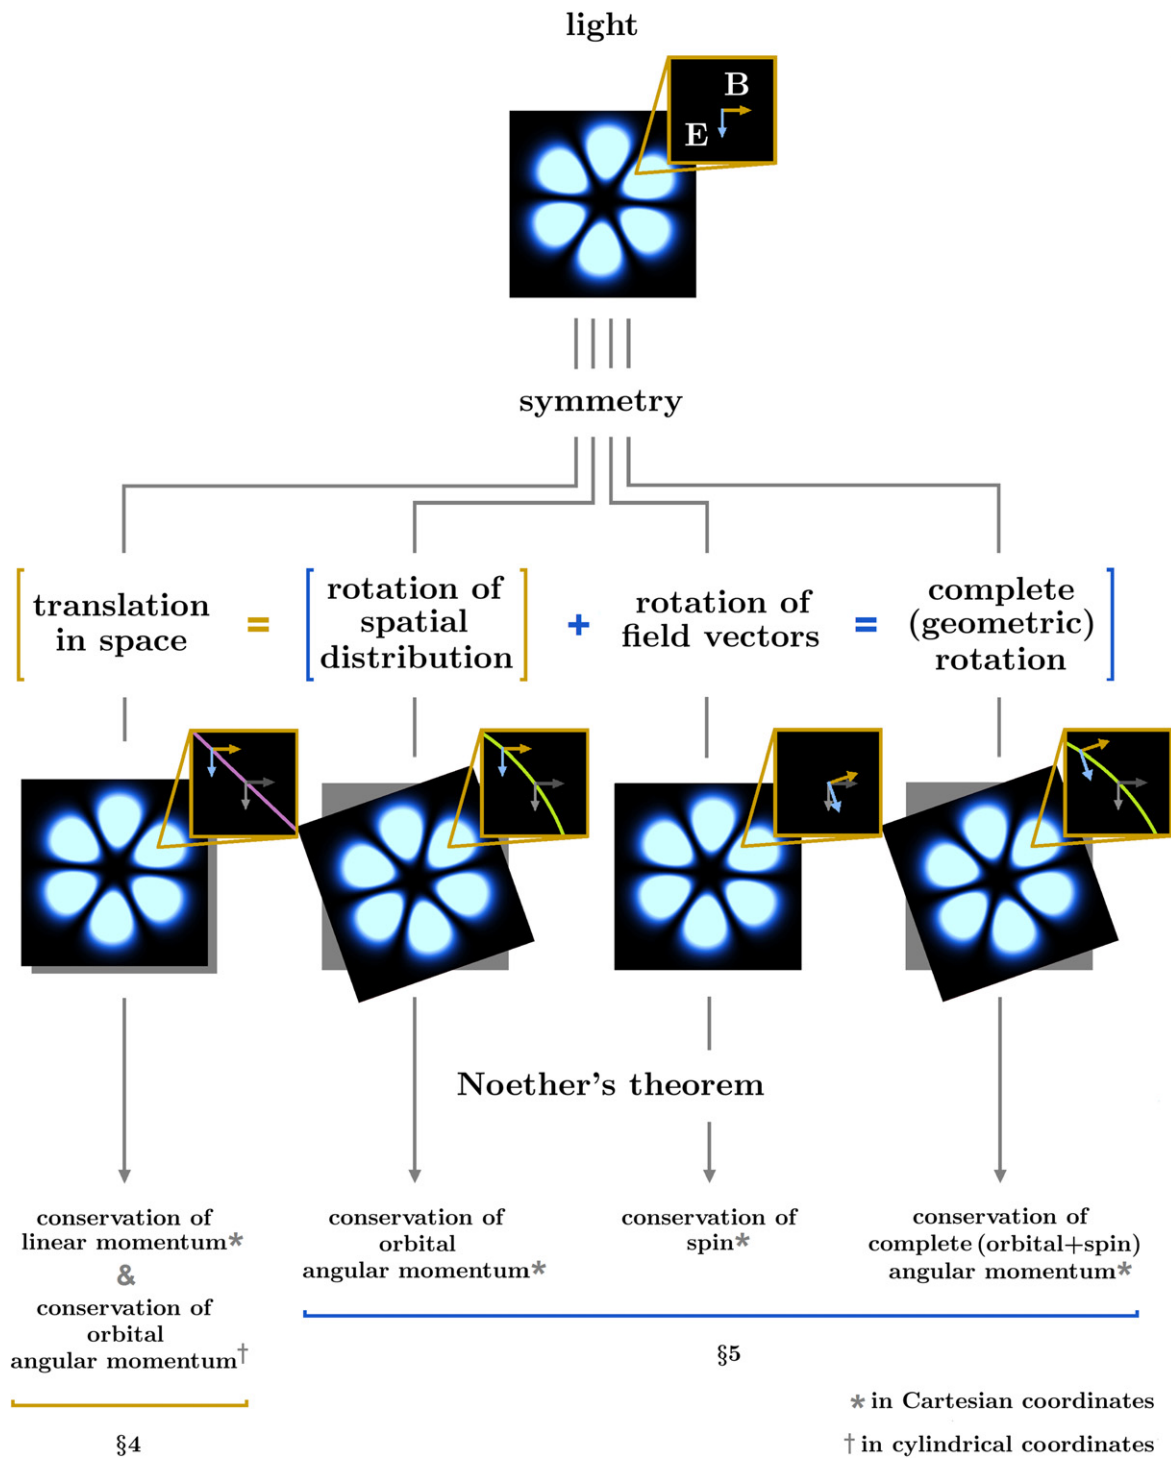 light
B
E
symmetry
translation
in space
=
rotation of
spatial
distribution
+
rotation of
field vectors
=
complete
(geometric)
rotation
Noether's theorem
conservation of
linear momentum*
&
conservation of
orbital
angular momentum†
§4
conservation of
orbital
angular momentum*
conservation of
spin*
conservation of
complete (orbital+spin)
angular momentum*
§5
* in Cartesian coordinates
† in cylindrical coordinates